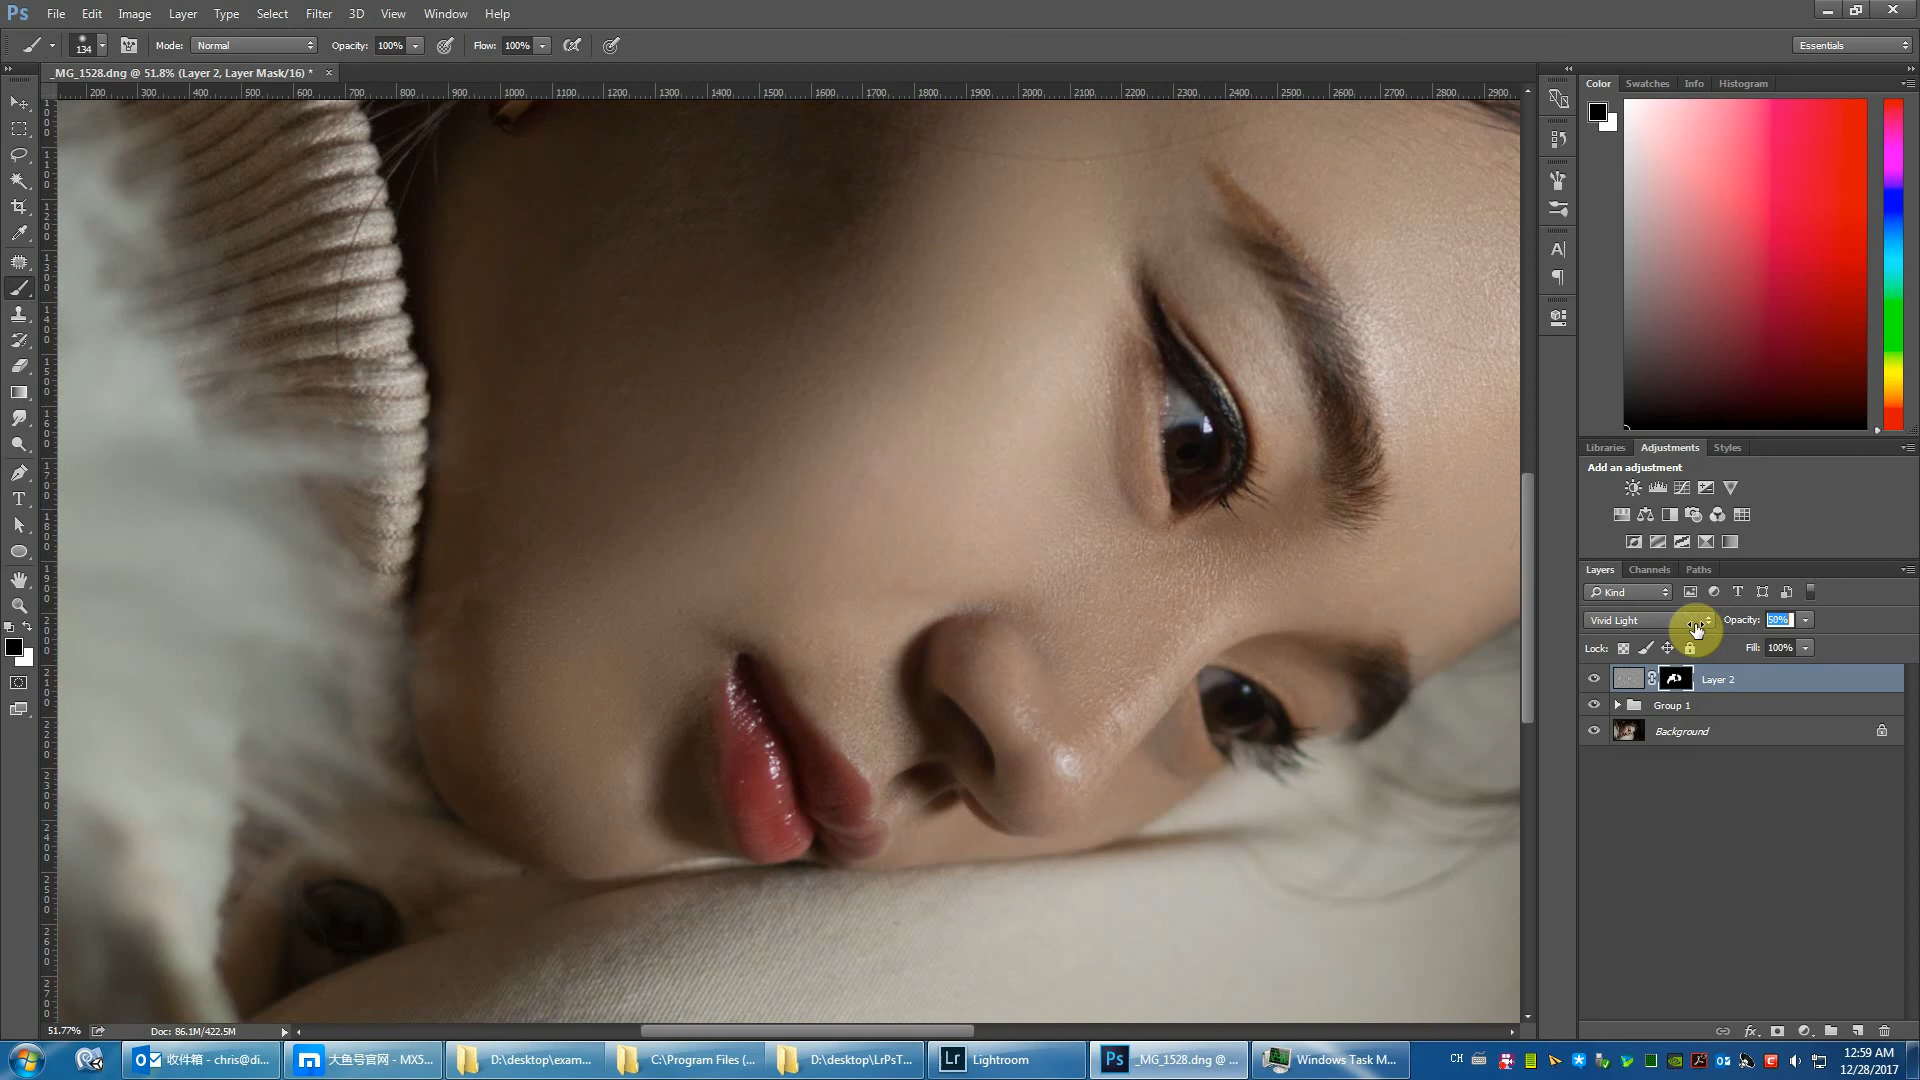 Ps File Edit Image Layer Type Select Filter 3D View Window Help
134 Mode: Normal Opacity: 100% Flow: 100% Essentials
_MG_1528.dng @ 51.8% (Layer 2, Layer Mask/16) *
200 300 400 500 600 700 800 900 1000 1100 1200 1300 1400 1500 1600 1700 1800 1900 2000 2100 2200 2300 2400 2500 2600 2700 2800 2900
Color Swatches Info Histogram
Libraries Adjustments Styles
Add an adjustment
Layers Channels Paths
Kind
Vivid Light Opacity: 50%
Lock: Fill: 100%
Layer 2
Group 1
Background
51.77% Doc: 86.1M/422.5M
收件箱 - chris@di...
大鱼号官网 - MX5...
D:\desktop\exam...
C:\Program Files (...
D:\desktop\LrPsT...
Lr Lightroom
Ps _MG_1528.dng @ ...
Windows Task M...
CH
12:59 AM
12/28/2017